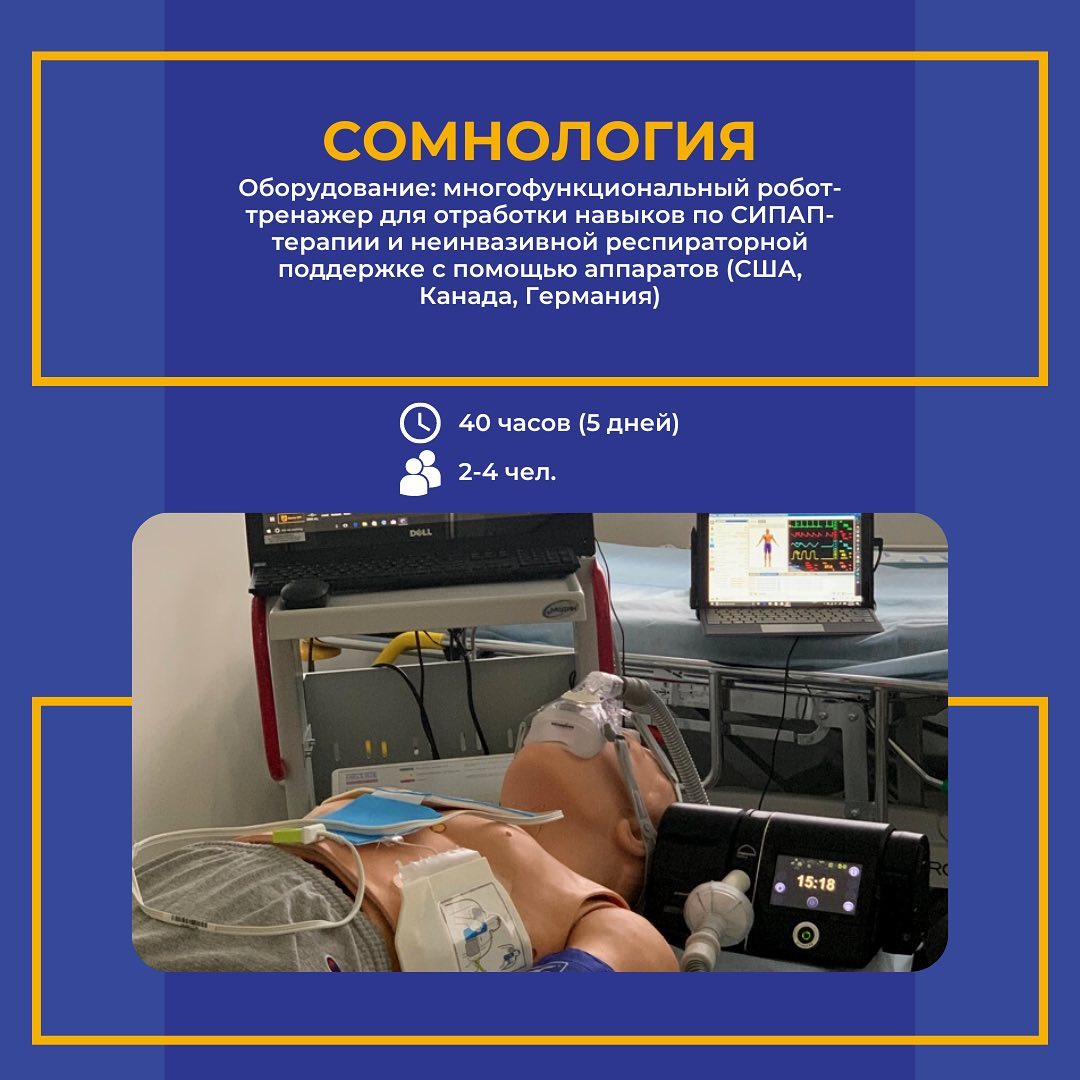 СОМНОЛОГИЯ
Оборудование: многофункциональный робот-
тренажер для отработки навыков по СИПАП-
терапии и неинвазивной респираторной
поддержке с помощью аппаратов (США,
Канада, Германия)
40 часов (5 дней)
2-4 чел.
DELL
15:18